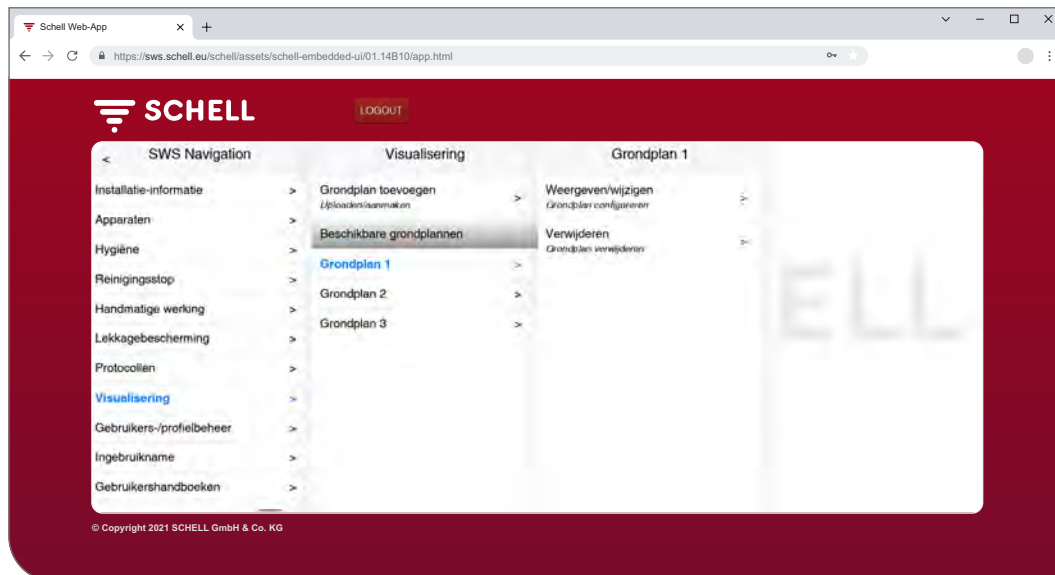 Schell Web-App
https://sws.schell.eu/schell/assets/schell-embedded-ui/01.14B10/app.html
SCHELL
LOGOUT
< SWS Navigation
Installatie-informatie >
Apparaten >
Hygiëne >
Reinigingsstop >
Handmatige werking >
Lekkagebescherming >
Protocollen >
Visualisering >
Gebruikers-/profielbeheer >
Ingebruikname >
Gebruikershandboeken >
Visualisering
Grondplan toevoegen >
Uploaden/aanmaken
Beschikbare grondplannen
Grondplan 1 >
Grondplan 2 >
Grondplan 3 >
Grondplan 1
Weergeven/wijzigen >
Grondplan configureren
Verwijderen >
Grondplan verwijderen
ELL
© Copyright 2021 SCHELL GmbH & Co. KG